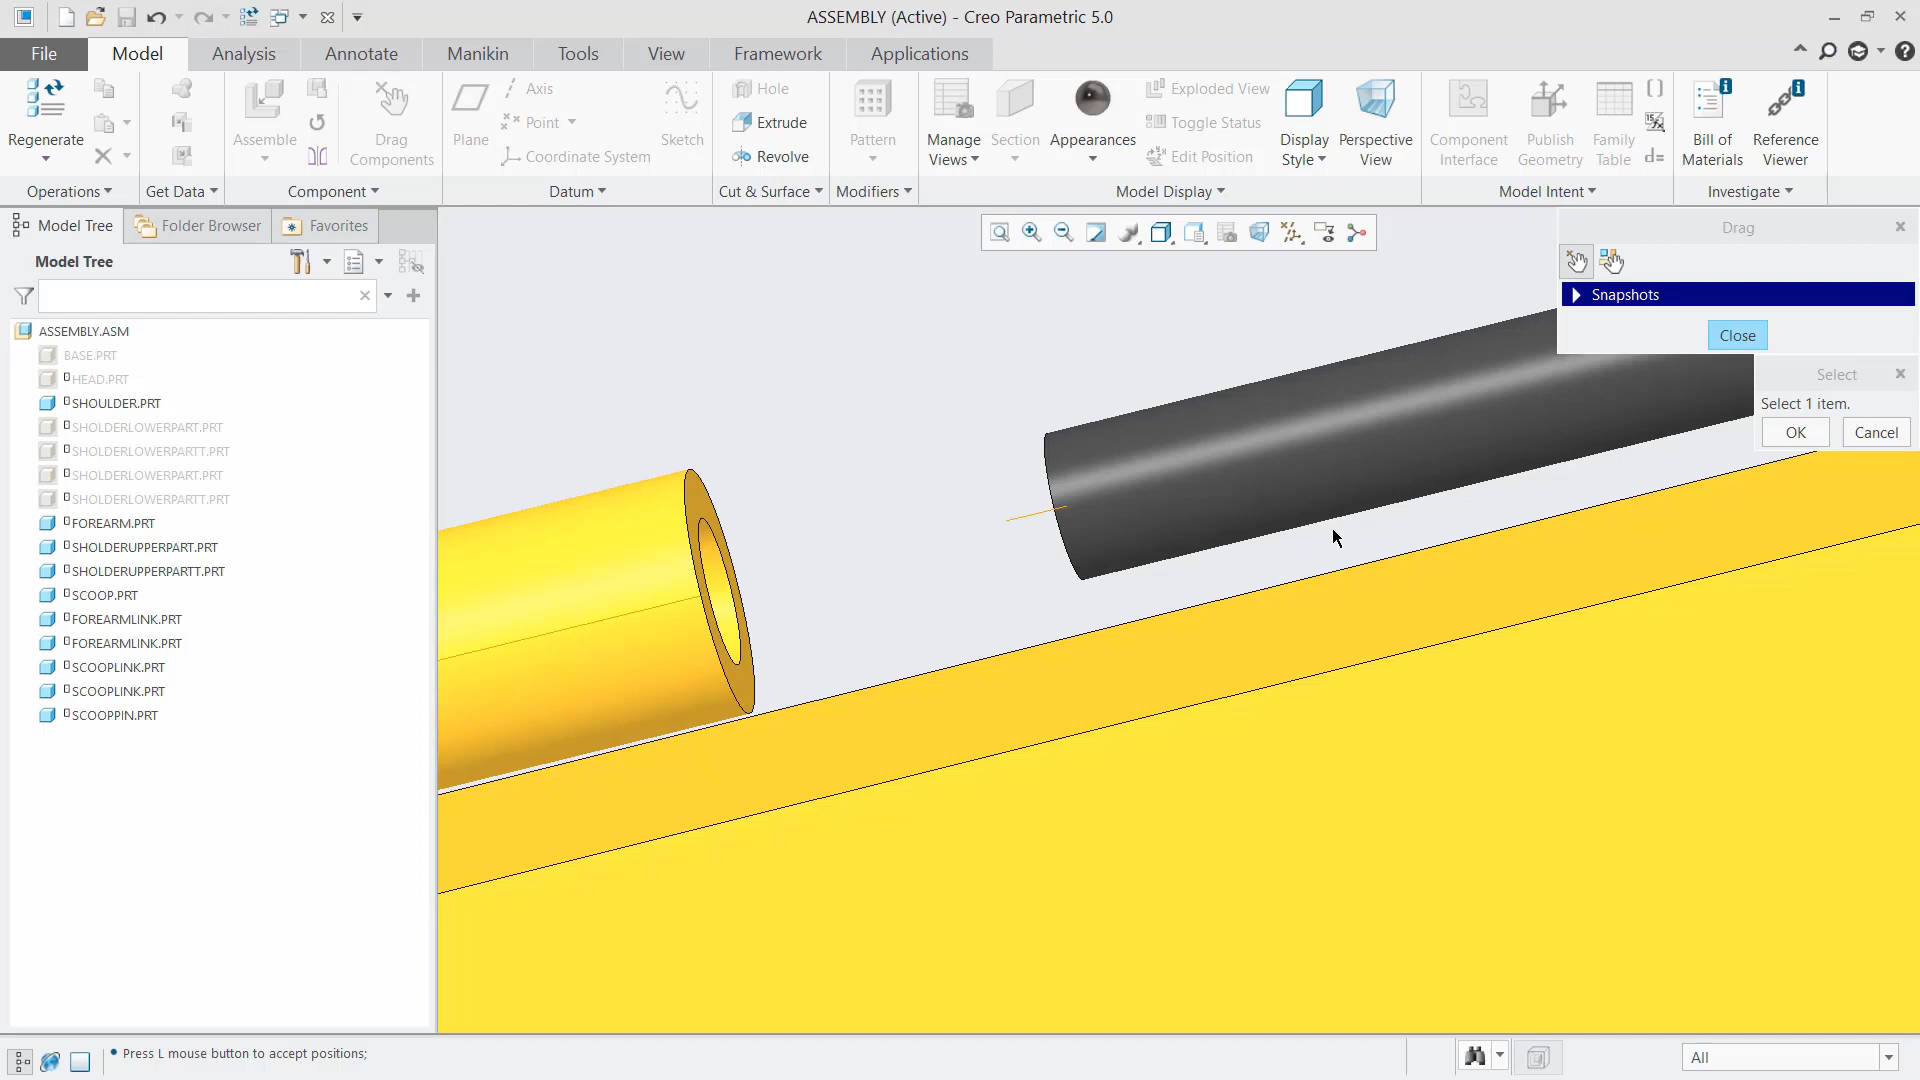 ASSEMBLY (Active) - Creo Parametric 5.0
File
Model
Analysis
Annotate
Manikin
Tools
View
Framework
Applications
Regenerate
Operations
Get Data
Assemble
Drag
Components
Component
Plane
Axis
Point
Coordinate System
Sketch
Datum
Hole
Extrude
Revolve
Cut & Surface
Pattern
Modifiers
Manage
Views
Section
Appearances
Exploded View
Toggle Status
Edit Position
Display
Style
Perspective
View
Model Display
Component
Interface
Publish
Geometry
Family
Table
Model Intent
Bill of
Materials
Reference
Viewer
Investigate
Model Tree
Folder Browser
Favorites
Model Tree
ASSEMBLY.ASM
BASE.PRT
HEAD.PRT
SHOULDER.PRT
SHOLDERLOWERPART.PRT
SHOLDERLOWERPARTT.PRT
SHOLDERLOWERPART.PRT
SHOLDERLOWERPARTT.PRT
FOREARM.PRT
SHOLDERUPPERPART.PRT
SHOLDERUPPERPARTT.PRT
SCOOP.PRT
FOREARMLINK.PRT
FOREARMLINK.PRT
SCOOPLINK.PRT
SCOOPLINK.PRT
SCOOPPIN.PRT
Drag
Snapshots
Close
Select
Select 1 item.
OK
Cancel
Press L mouse button to accept positions;
All